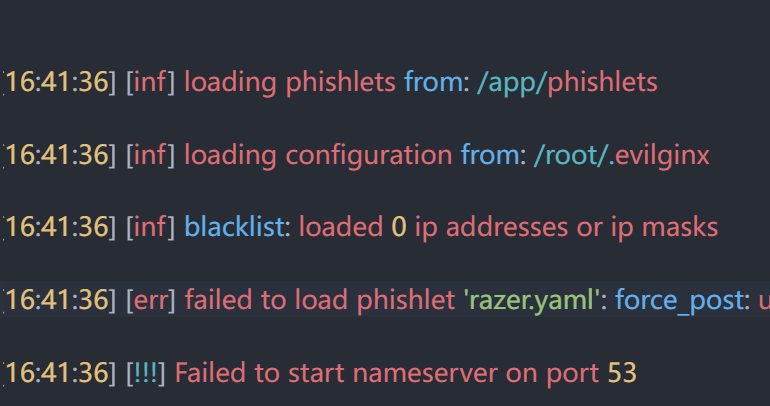 16:41:36] [inf] loading phishlets from: /app/phishlets
16:41:36] [inf] loading configuration from: /root/.evilginx
16:41:36] [inf] blacklist: loaded 0 ip addresses or ip masks
16:41:36] [err] failed to load phishlet 'razer.yaml': force_post: u
16:41:36] [!!!] Failed to start nameserver on port 53